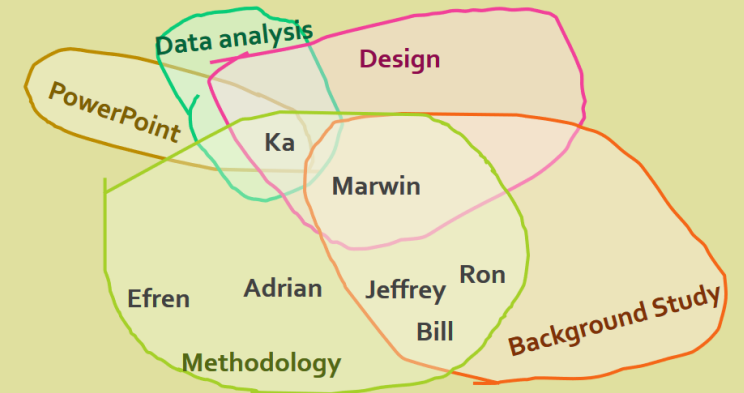 Data analysis
Design
PowerPoint
Ka
Marwin
Efren
Adrian
Jeffrey
Ron
Bill
Background Study
Methodology